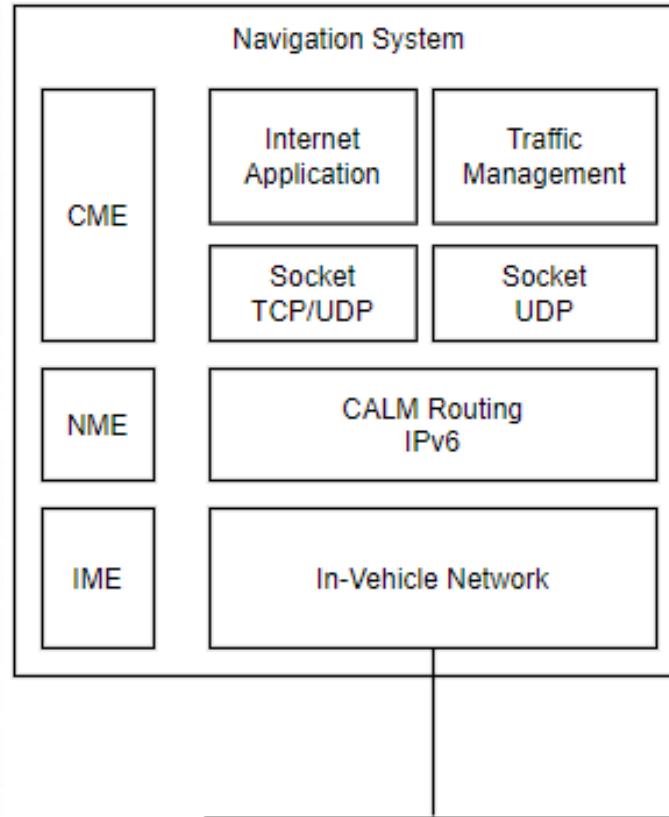 Navigation System
CME
Internet
Application
Traffic
Management
Socket
TCP/UDP
Socket
UDP
NME
CALM Routing
IPv6
IME
In-Vehicle Network